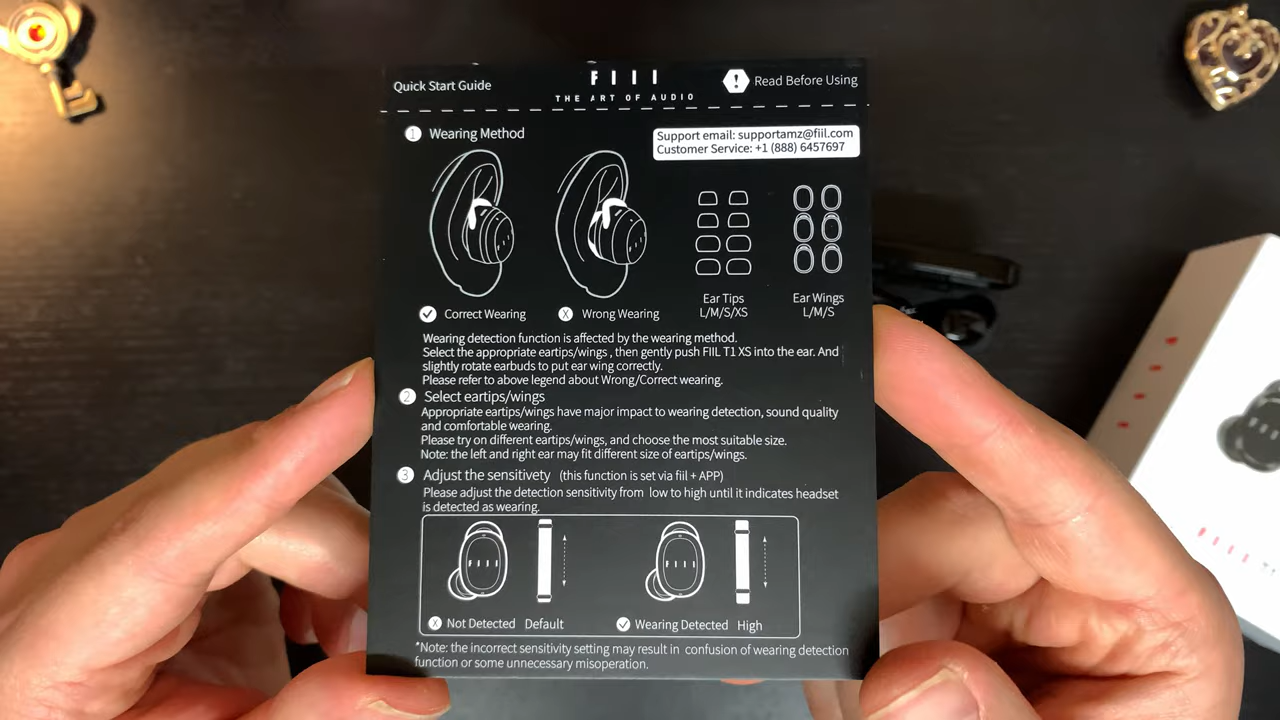 Quick Start Guide
FIIL
THE ART OF AUDIO
! Read Before Using
1 Wearing Method
Support email: supportamz@fiil.com
Customer Service: +1 (888) 6457697
Ear Tips
L/M/S/XS
Ear Wings
L/M/S
Correct Wearing
Wrong Wearing
Wearing detection function is affected by the wearing method.
Select the appropriate eartips/wings , then gently push FIIL T1 XS into the ear. And
slightly rotate earbuds to put ear wing correctly.
Please refer to above legend about Wrong/Correct wearing.
2 Select eartips/wings
Appropriate eartips/wings have major impact to wearing detection, sound quality
and comfortable wearing.
Please try on different eartips/wings, and choose the most suitable size.
Note: the left and right ear may fit different size of eartips/wings.
3 Adjust the sensitivety (this function is set via fiil + APP)
Please adjust the detection sensitivity from low to high until it indicates headset
is detected as wearing.
FIIL
FIIL
Not Detected Default
Wearing Detected High
*Note: the incorrect sensitivity setting may result in confusion of wearing detection
function or some unnecessary misoperation.